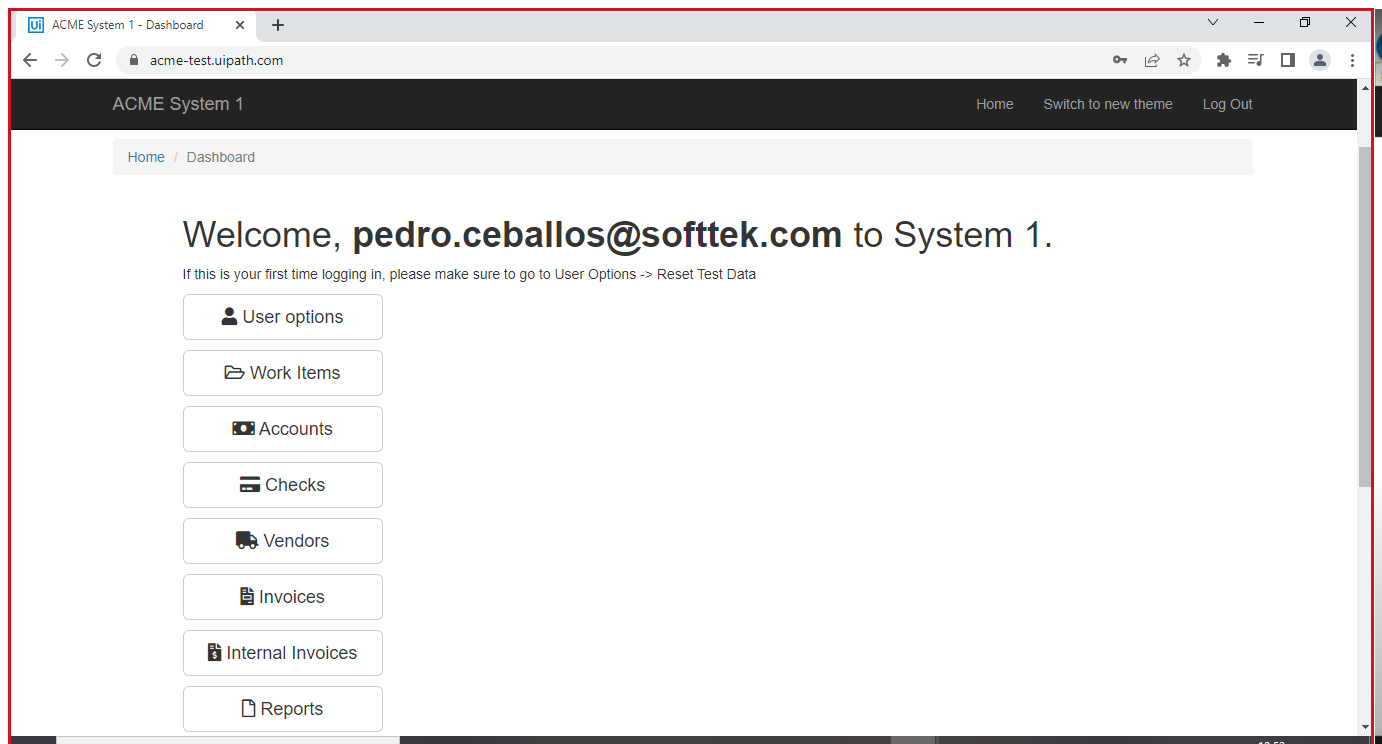 Ui ACME System 1 - Dashboard
acme-test.uipath.com
ACME System 1 Home Switch to new theme Log Out
Home / Dashboard
Welcome, pedro.ceballos@softtek.com to System 1.
If this is your first time logging in, please make sure to go to User Options -> Reset Test Data
User options
Work Items
Accounts
Checks
Vendors
Invoices
Internal Invoices
Reports